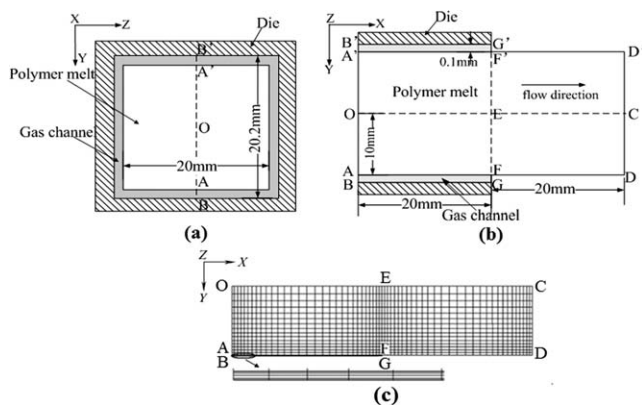 X
Z
Y
Die
B'
A'
Polymer melt
O
Gas channel
20mm
20.2mm
A
B
(a)
Z
X
Y
Die
B'
G'
A'
F'
D
0.1mm
Polymer melt
flow direction
O
E
C
10mm
A
F
D
B
G
20mm
20mm
Gas channel
(b)
Z
X
Y
O
E
C
A
F
D
B
G
(c)